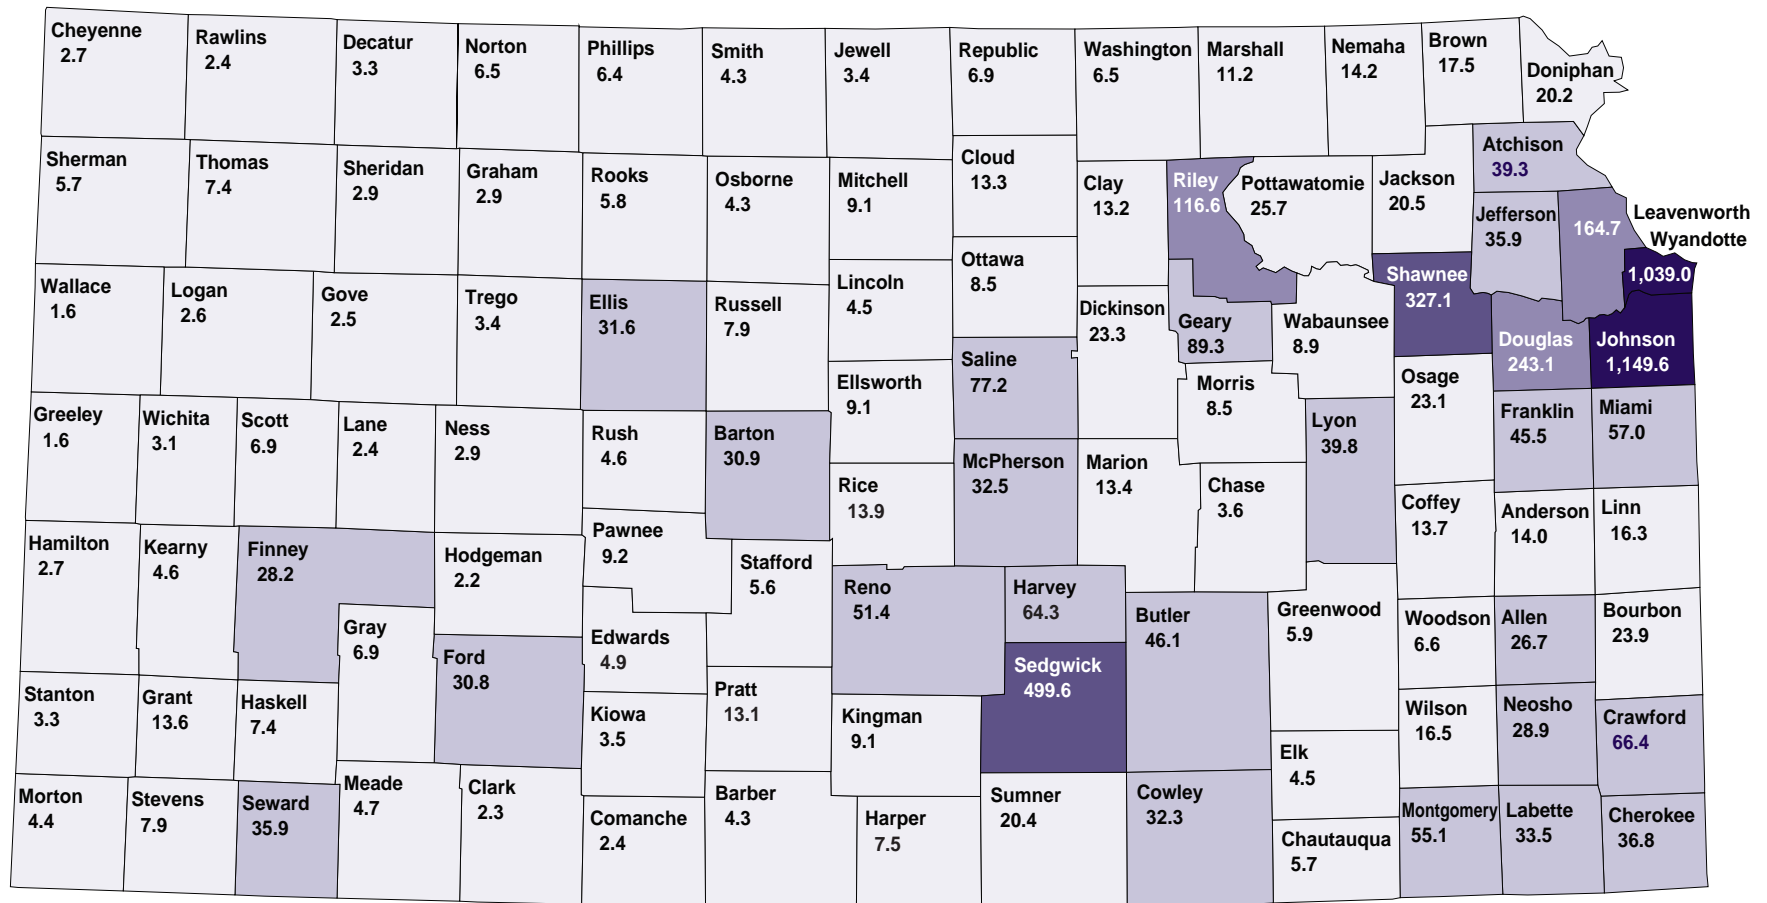 Cheyenne
2.7
Rawlins
2.4
Decatur
3.3
Norton
6.5
Phillips
6.4
Smith
4.3
Jewell
3.4
Republic
6.9
Washington
6.5
Marshall
11.2
Nemaha
14.2
Brown
17.5
Doniphan
20.2
Sherman
5.7
Thomas
7.4
Sheridan
2.9
Graham
2.9
Rooks
5.8
Osborne
4.3
Mitchell
9.1
Cloud
13.3
Clay
13.2
Riley
116.6
Pottawatomie
25.7
Jackson
20.5
Atchison
39.3
Jefferson
35.9
164.7
Leavenworth
Wyandotte
1,039.0
Wallace
1.6
Logan
2.6
Gove
2.5
Trego
3.4
Ellis
31.6
Russell
7.9
Lincoln
4.5
Ottawa
8.5
Dickinson
23.3
Geary
89.3
Wabaunsee
8.9
Shawnee
327.1
Douglas
243.1
Johnson
1,149.6
Saline
77.2
Ellsworth
9.1
Morris
8.5
Osage
23.1
Greeley
1.6
Wichita
3.1
Scott
6.9
Lane
2.4
Ness
2.9
Rush
4.6
Barton
30.9
Rice
13.9
McPherson
32.5
Marion
13.4
Chase
3.6
Lyon
39.8
Franklin
45.5
Miami
57.0
Coffey
13.7
Anderson
14.0
Linn
16.3
Hamilton
2.7
Kearny
4.6
Finney
28.2
Hodgeman
2.2
Pawnee
9.2
Stafford
5.6
Reno
51.4
Harvey
64.3
Butler
46.1
Greenwood
5.9
Woodson
6.6
Allen
26.7
Bourbon
23.9
Gray
6.9
Ford
30.8
Edwards
4.9
Sedgwick
499.6
Stanton
3.3
Grant
13.6
Haskell
7.4
Kiowa
3.5
Pratt
13.1
Kingman
9.1
Wilson
16.5
Neosho
28.9
Crawford
66.4
Elk
4.5
Morton
4.4
Stevens
7.9
Seward
35.9
Meade
4.7
Clark
2.3
Comanche
2.4
Barber
4.3
Harper
7.5
Sumner
20.4
Cowley
32.3
Chautauqua
5.7
Montgomery
55.1
Labette
33.5
Cherokee
36.8